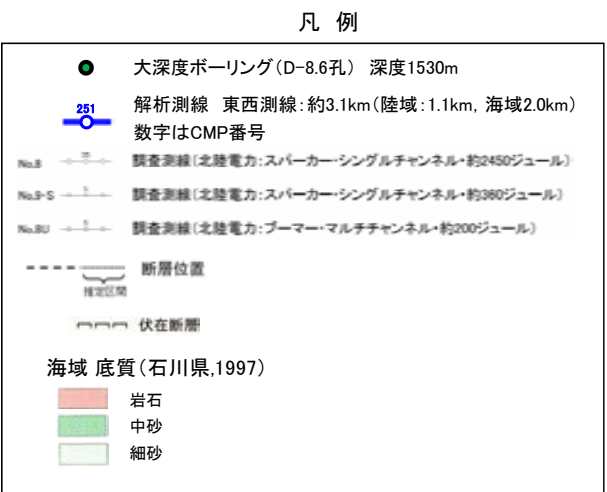 凡 例
大深度ボーリング(D-8.6孔) 深度1530m
251
解析測線 東西測線:約3.1km(陸域:1.1km, 海域2.0km)
数字はCMP番号
No.8 調査測線(北陸電力:スパーカー・シングルチャンネル・約2450ジュール)
No.9-S 調査測線(北陸電力:スパーカー・シングルチャンネル・約360ジュール)
No.8U 調査測線(北陸電力:ブーマー・マルチチャンネル・約200ジュール)
断層位置
推定区間
伏在断層
海域 底質(石川県,1997)
岩石
中砂
細砂